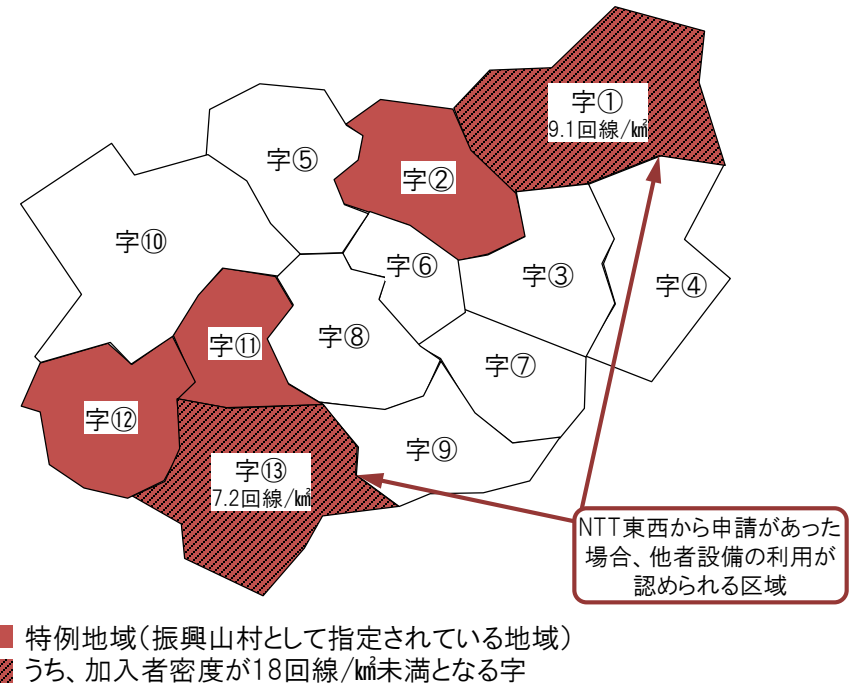 字①
9.1回線/㎢
字⑤
字②
字⑩
字⑥
字③
字④
字⑪
字⑧
字⑦
字⑫
字⑨
字⑬
7.2回線/㎢
NTT東西から申請があった
場合、他者設備の利用が
認められる区域
特例地域(振興山村として指定されている地域)
うち、加入者密度が18回線/㎢未満となる字